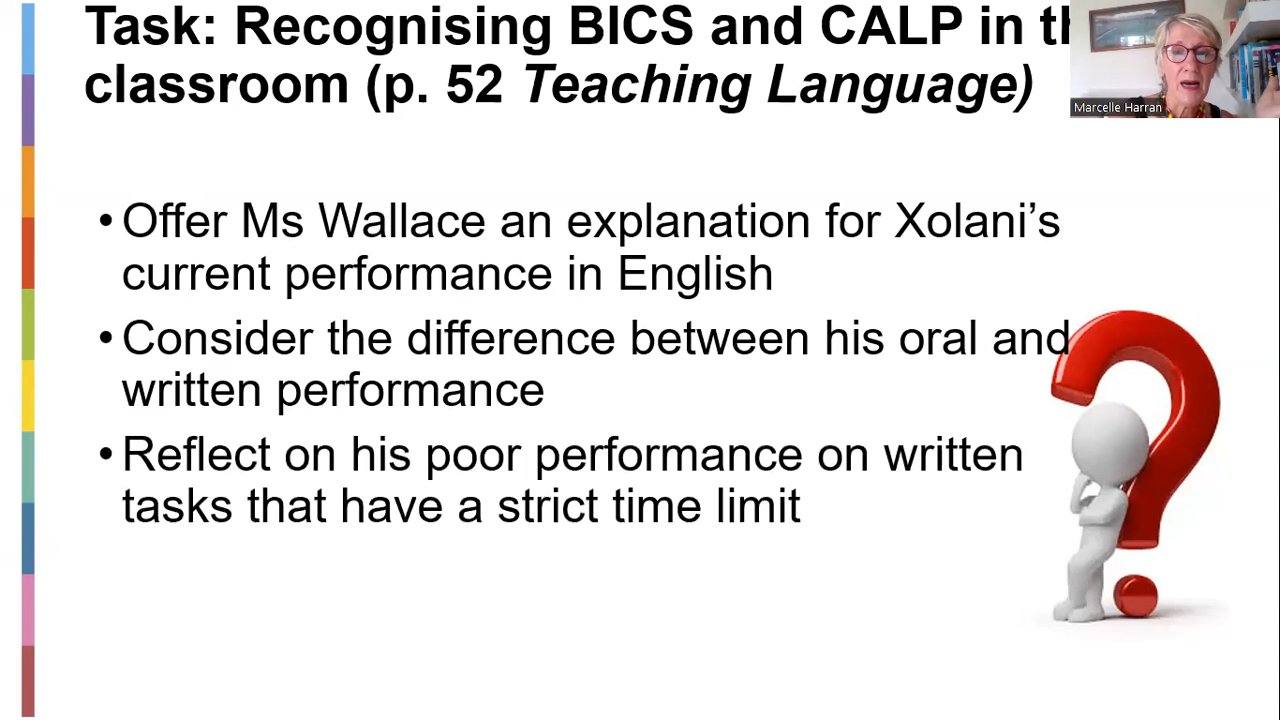 Task: Recognising BICS and CALP in th
classroom (p. 52 Teaching Language)
Marcelle Harran
• Offer Ms Wallace an explanation for Xolani’s
current performance in English
• Consider the difference between his oral and
written performance
• Reflect on his poor performance on written
tasks that have a strict time limit